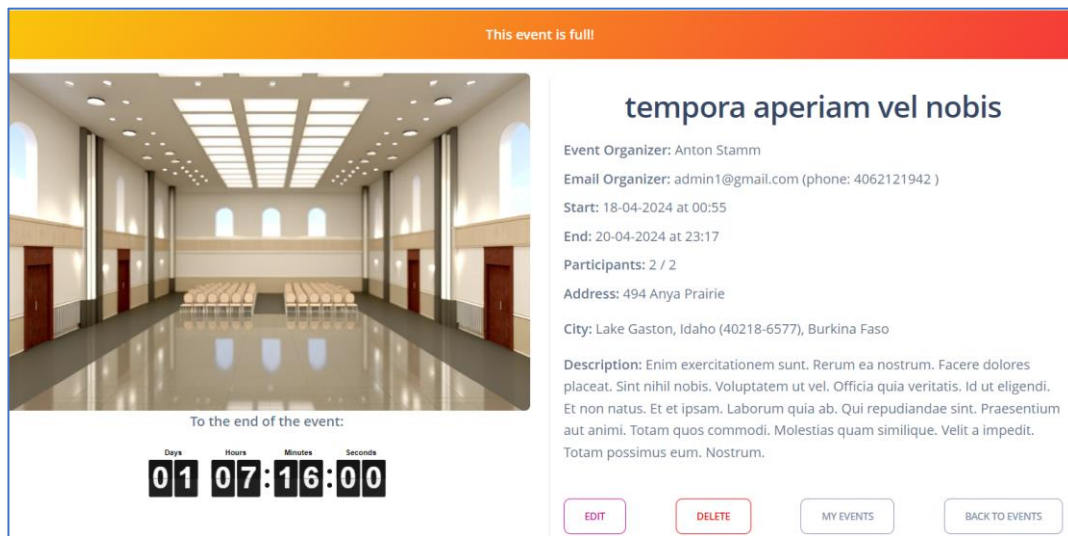 This event is full!
To the end of the event:
Days Hours Minutes Seconds
01 07:16:00
tempora aperiam vel nobis
Event Organizer: Anton Stamm
Email Organizer: admin1@gmail.com (phone: 4062121942 )
Start: 18-04-2024 at 00:55
End: 20-04-2024 at 23:17
Participants: 2 / 2
Address: 494 Anya Prairie
City: Lake Gaston, Idaho (40218-6577), Burkina Faso
Description: Enim exercitationem sunt. Rerum ea nostrum. Facere dolores
placeat. Sint nihil nobis. Voluptatem ut vel. Officia quia veritatis. Id ut eligendi.
Et non natus. Et et ipsam. Laborum quia ab. Qui repudiandae sint. Praesentium
aut animi. Totam quos commodi. Molestias quam similique. Velit a impedit.
Totam possimus eum. Nostrum.
EDIT DELETE MY EVENTS BACK TO EVENTS